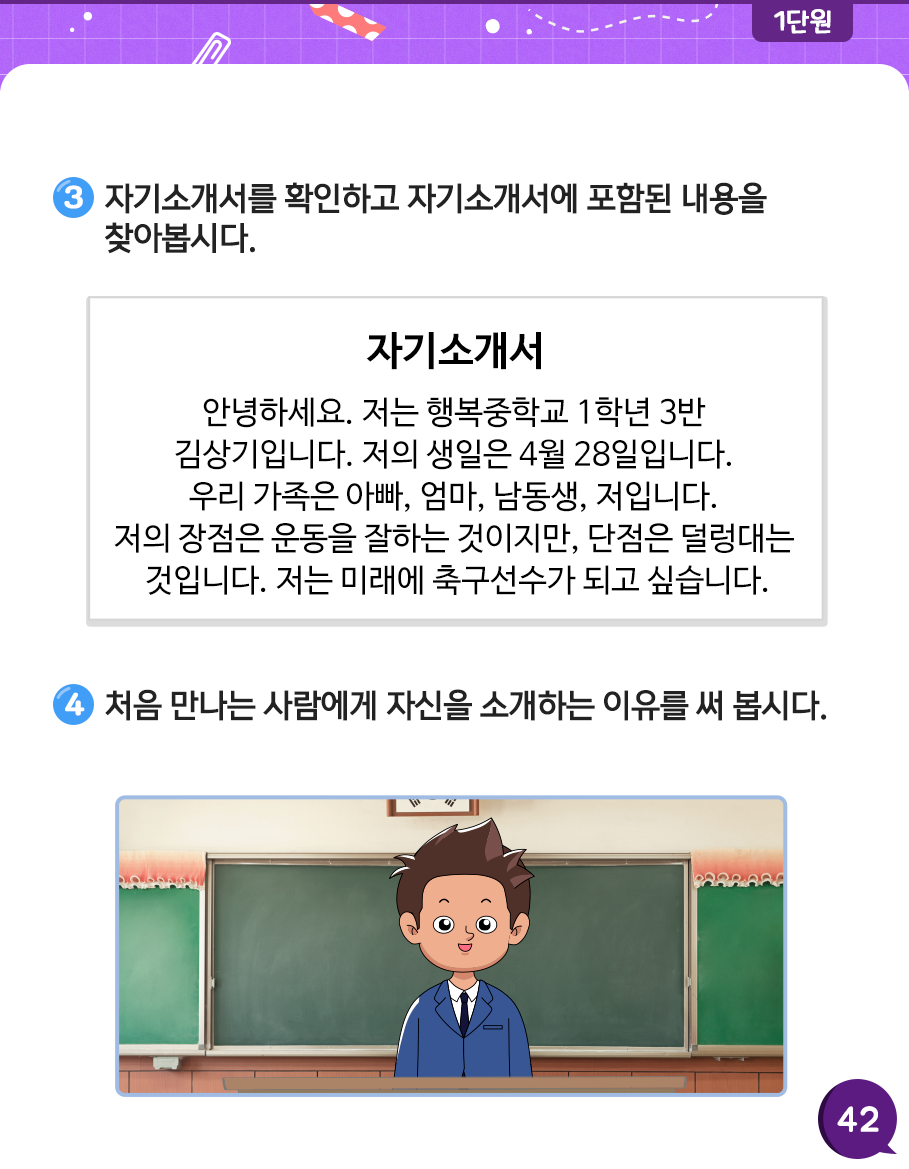 1단원
3 자기소개서를 확인하고 자기소개서에 포함된 내용을
찾아봅시다.
자기소개서
안녕하세요. 저는 행복중학교 1학년 3반
김상기입니다. 저의 생일은 4월 28일입니다.
우리 가족은 아빠, 엄마, 남동생, 저입니다.
저의 장점은 운동을 잘하는 것이지만, 단점은 덜렁대는
것입니다. 저는 미래에 축구선수가 되고 싶습니다.
4 처음 만나는 사람에게 자신을 소개하는 이유를 써 봅시다.
42